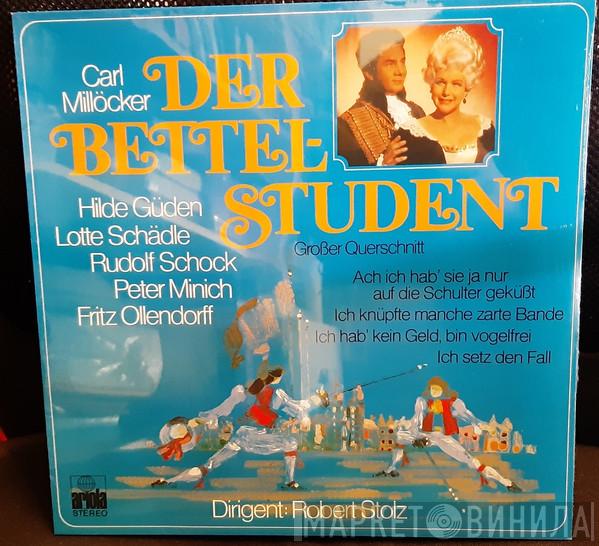 Carl
Millöcker
DER
BETTEL-
STUDENT
Großer Querschnitt
Hilde Güden
Lotte Schädle
Rudolf Schock
Peter Minich
Fritz Ollendorff
Ach ich hab' sie ja nur
auf die Schulter geküßt
Ich knüpfte manche zarte Bande
Ich hab' kein Geld, bin vogelfrei
Ich setz den Fall
ariola
STEREO
Dirigent: Robert Stolz
МАРКЕТ ВИНИЛА